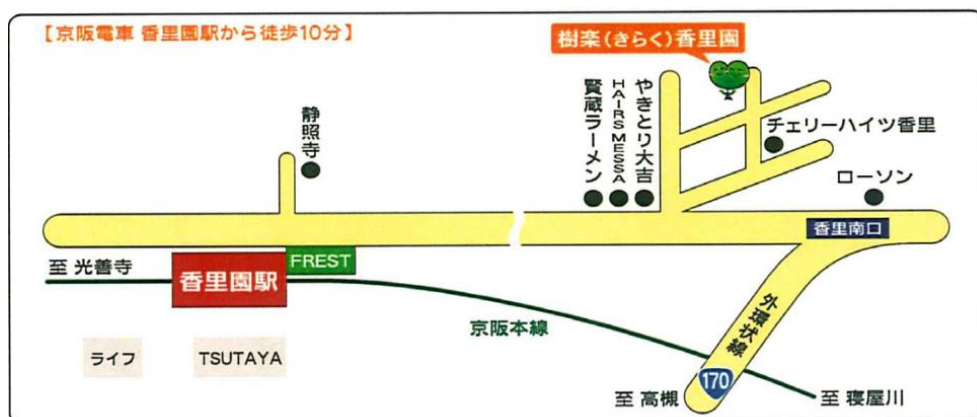 【京阪電車 香里園駅から徒歩10分】
樹楽(きらく)香里園
静照寺
賢蔵ラーメン
HAIRS MESSA
やきとり大吉
チェリーハイツ香里
ローソン
香里南口
至 光善寺
香里園駅
FREST
京阪本線
外環状線
ライフ
TSUTAYA
170
至 高槻
至 寝屋川